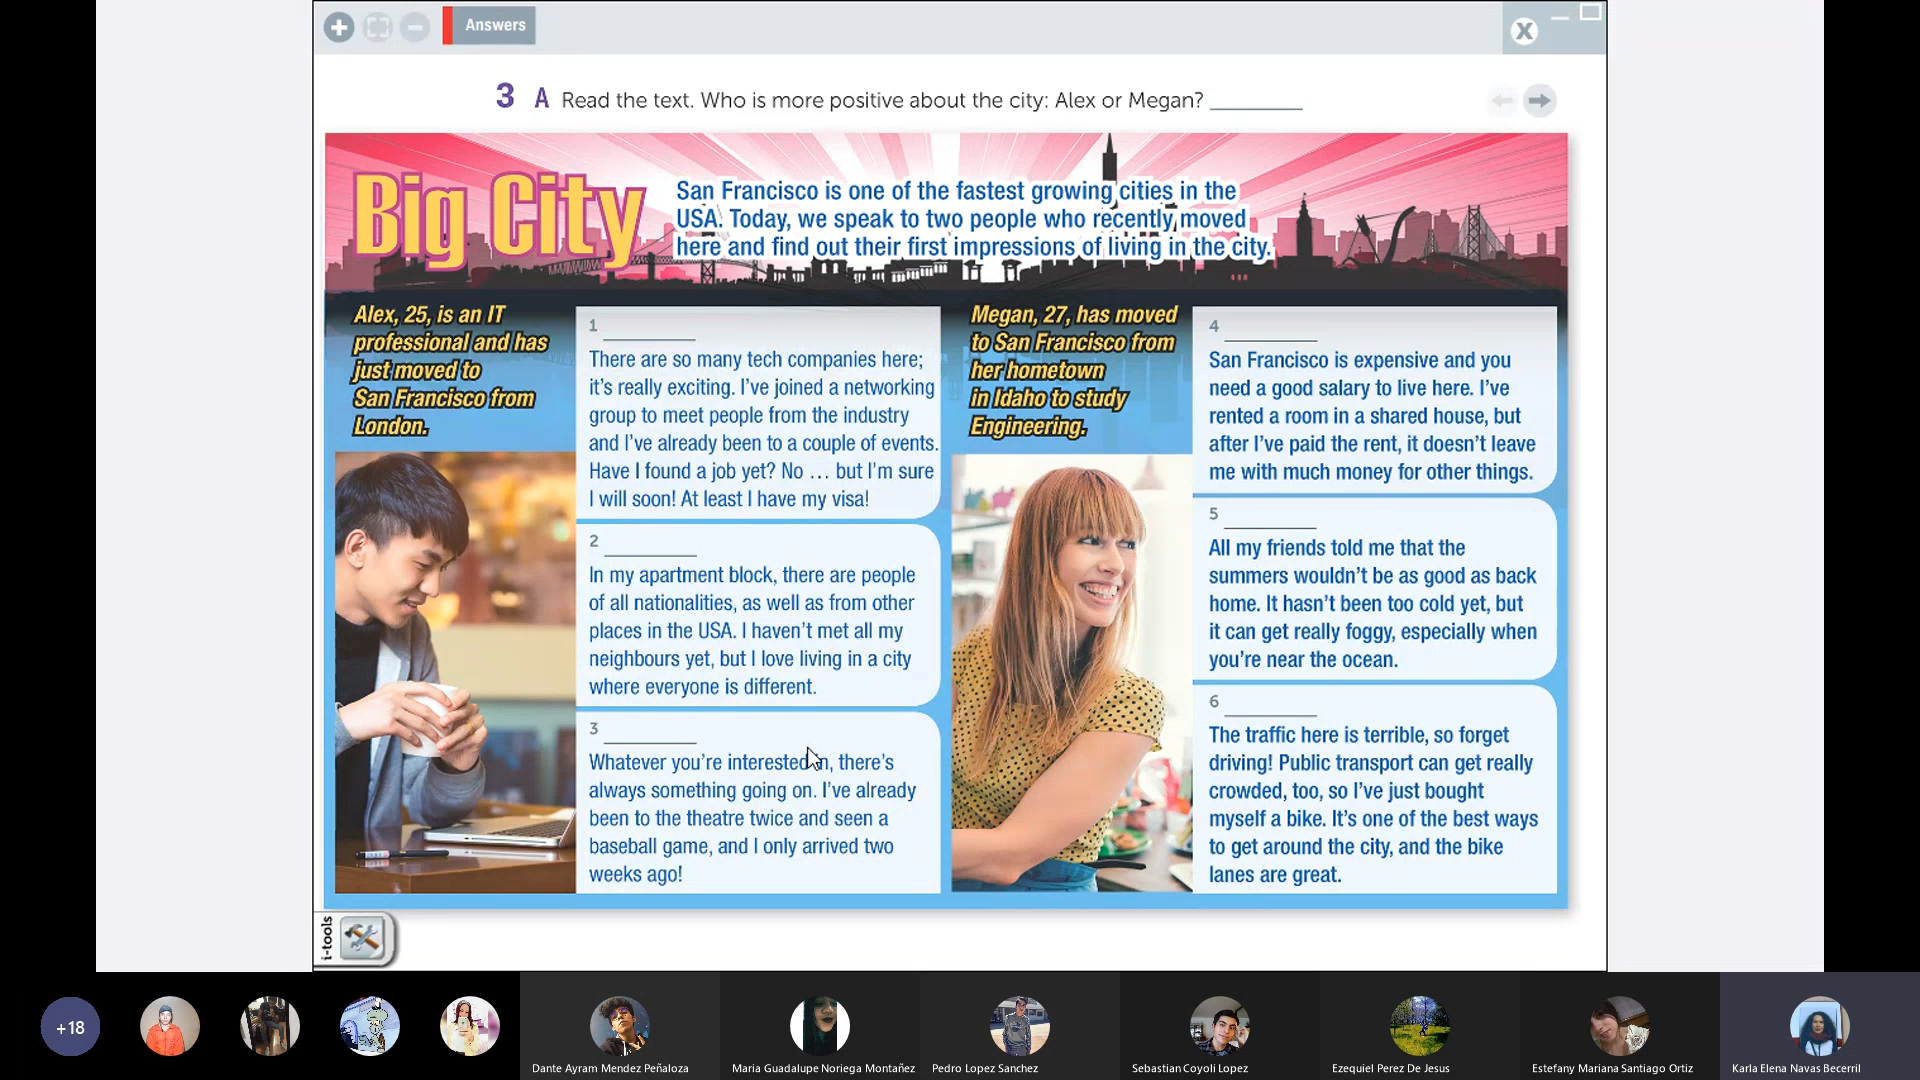 Answers
X
3 A Read the text. Who is more positive about the city: Alex or Megan? __________
Big City
San Francisco is one of the fastest growing cities in the
USA. Today, we speak to two people who recently moved
here and find out their first impressions of living in the city.
Alex, 25, is an IT
professional and has
just moved to
San Francisco from
London.
1 __________
There are so many tech companies here;
it's really exciting. I've joined a networking
group to meet people from the industry
and I've already been to a couple of events.
Have I found a job yet? No … but I'm sure
I will soon! At least I have my visa!
2 __________
In my apartment block, there are people
of all nationalities, as well as from other
places in the USA. I haven't met all my
neighbours yet, but I love living in a city
where everyone is different.
3 __________
Whatever you're interested in, there's
always something going on. I've already
been to the theatre twice and seen a
baseball game, and I only arrived two
weeks ago!
Megan, 27, has moved
to San Francisco from
her hometown
in Idaho to study
Engineering.
4 __________
San Francisco is expensive and you
need a good salary to live here. I've
rented a room in a shared house, but
after I've paid the rent, it doesn't leave
me with much money for other things.
5 __________
All my friends told me that the
summers wouldn't be as good as back
home. It hasn't been too cold yet, but
it can get really foggy, especially when
you're near the ocean.
6 __________
The traffic here is terrible, so forget
driving! Public transport can get really
crowded, too, so I've just bought
myself a bike. It's one of the best ways
to get around the city, and the bike
lanes are great.
i-tools
+18
Dante Ayram Mendez Peñaloza
Maria Guadalupe Noriega Montañez
Pedro Lopez Sanchez
Sebastian Coyoli Lopez
Ezequiel Perez De Jesus
Estefany Mariana Santiago Ortiz
Karla Elena Navas Becerril